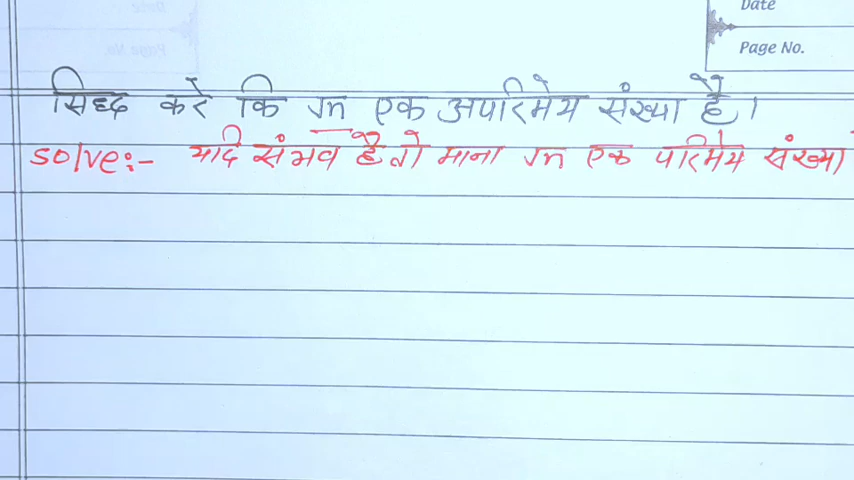 Date
Page No.
सिध्द करे कि √n एक अपरिमेय संख्या है।
solve:- यदि संभव है तो माना √n एक परिमेय संख्या